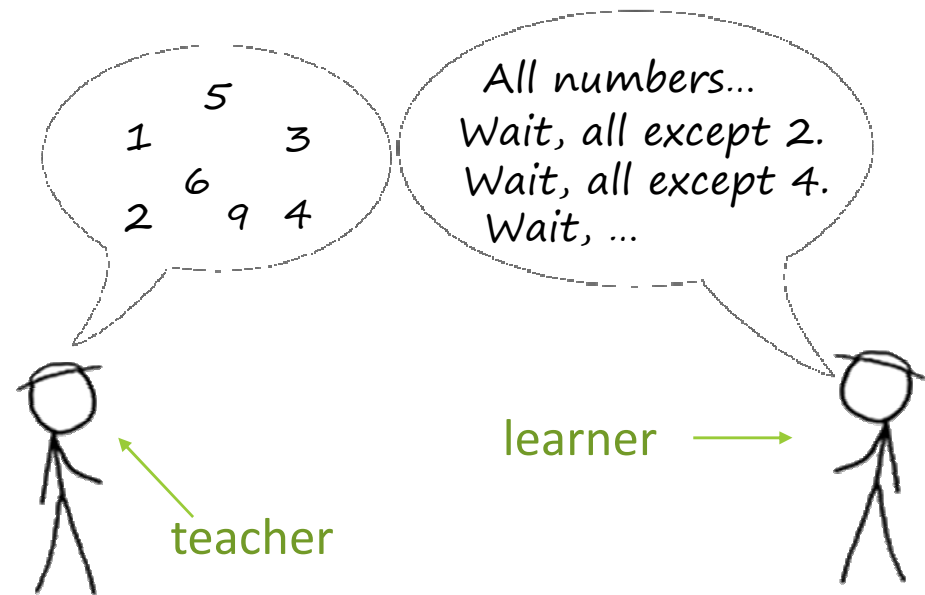 5
1 3
6
2 9 4
All numbers...
Wait, all except 2.
Wait, all except 4.
Wait, ...
learner
teacher